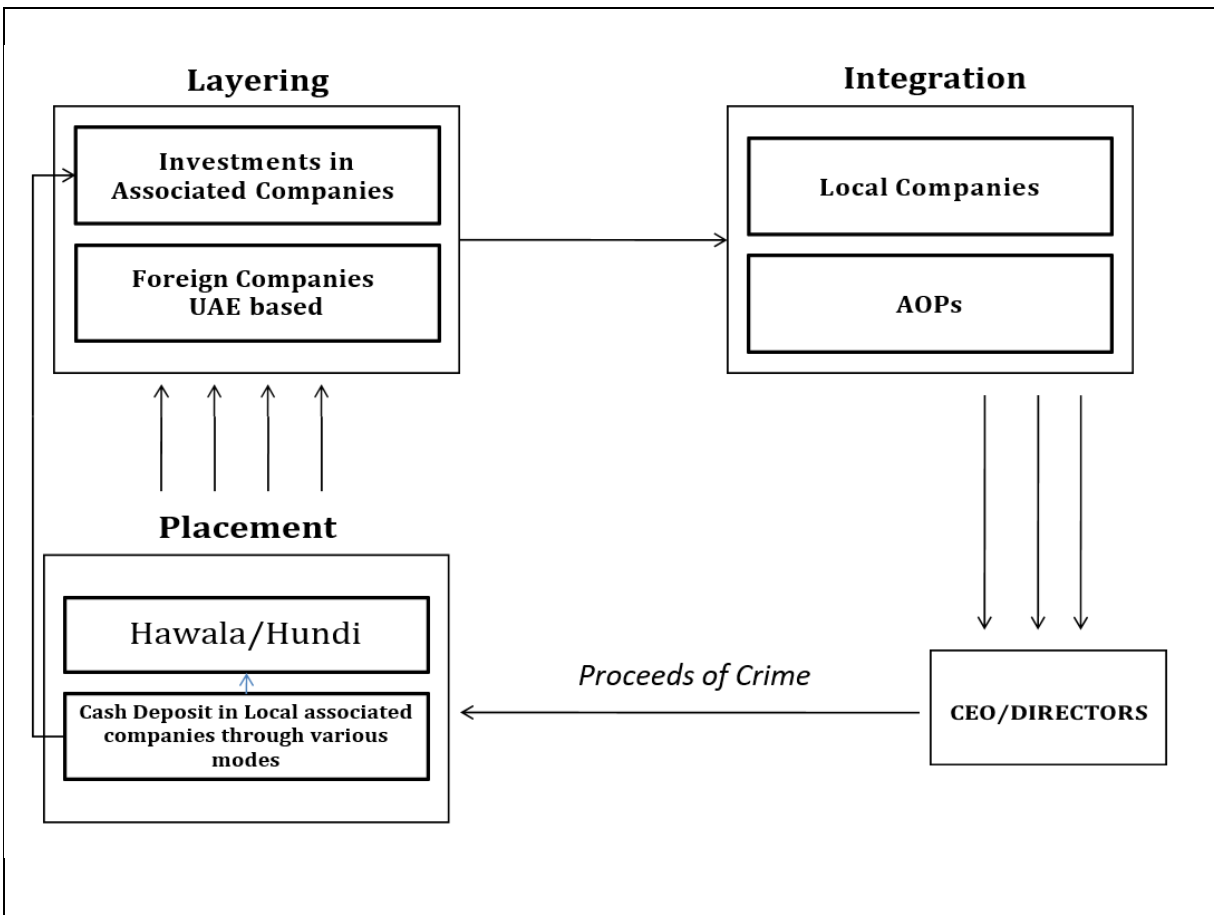 Layering
Investments in
Associated Companies
Foreign Companies
UAE based
Integration
Local Companies
AOPs
Placement
Hawala/Hundi
Cash Deposit in Local associated
companies through various
modes
Proceeds of Crime
CEO/DIRECTORS